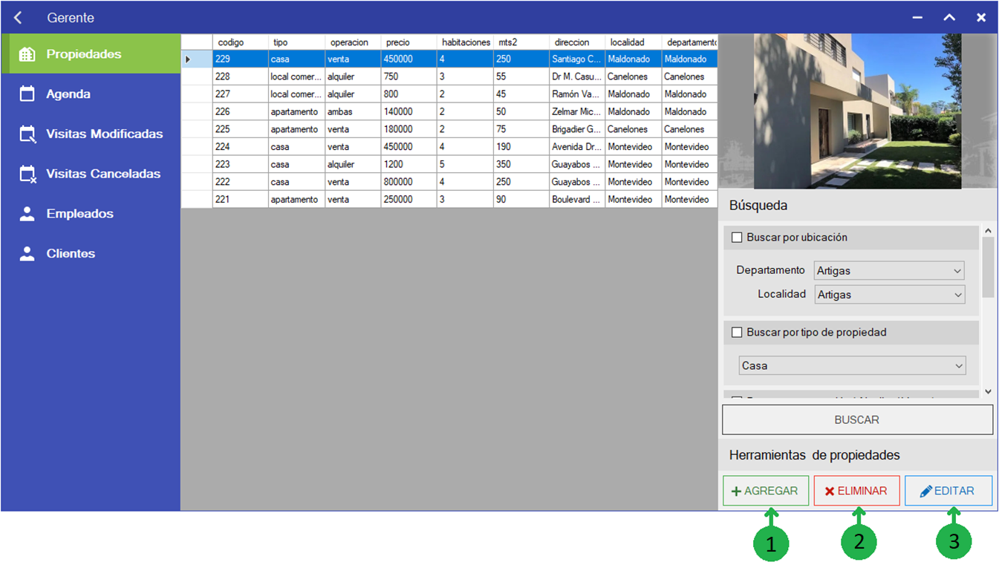 Gerente
Propiedades
Agenda
Visitas Modificadas
Visitas Canceladas
Empleados
Clientes
codigo tipo operacion precio habitaciones mts2 direccion localidad departamento
229 casa venta 450000 4 250 Santiago C... Maldonado Maldonado
228 local comer... alquiler 750 3 55 Dr M. Casu... Canelones Canelones
227 local comer... alquiler 800 2 45 Ramón Va... Maldonado Maldonado
226 apartamento ambas 140000 2 50 Zelmar Mic... Maldonado Maldonado
225 apartamento venta 180000 2 75 Brigadier G... Canelones Canelones
224 casa venta 450000 4 190 Avenida Dr... Montevideo Montevideo
223 casa alquiler 1200 5 350 Guayabos ... Montevideo Montevideo
222 casa venta 800000 4 250 Guayabos ... Montevideo Montevideo
221 apartamento venta 250000 3 90 Boulevard ... Montevideo Montevideo
Búsqueda
Buscar por ubicación
Departamento Artigas
Localidad Artigas
Buscar por tipo de propiedad
Casa
BUSCAR
Herramientas de propiedades
AGREGAR ELIMINAR EDITAR
1 2 3